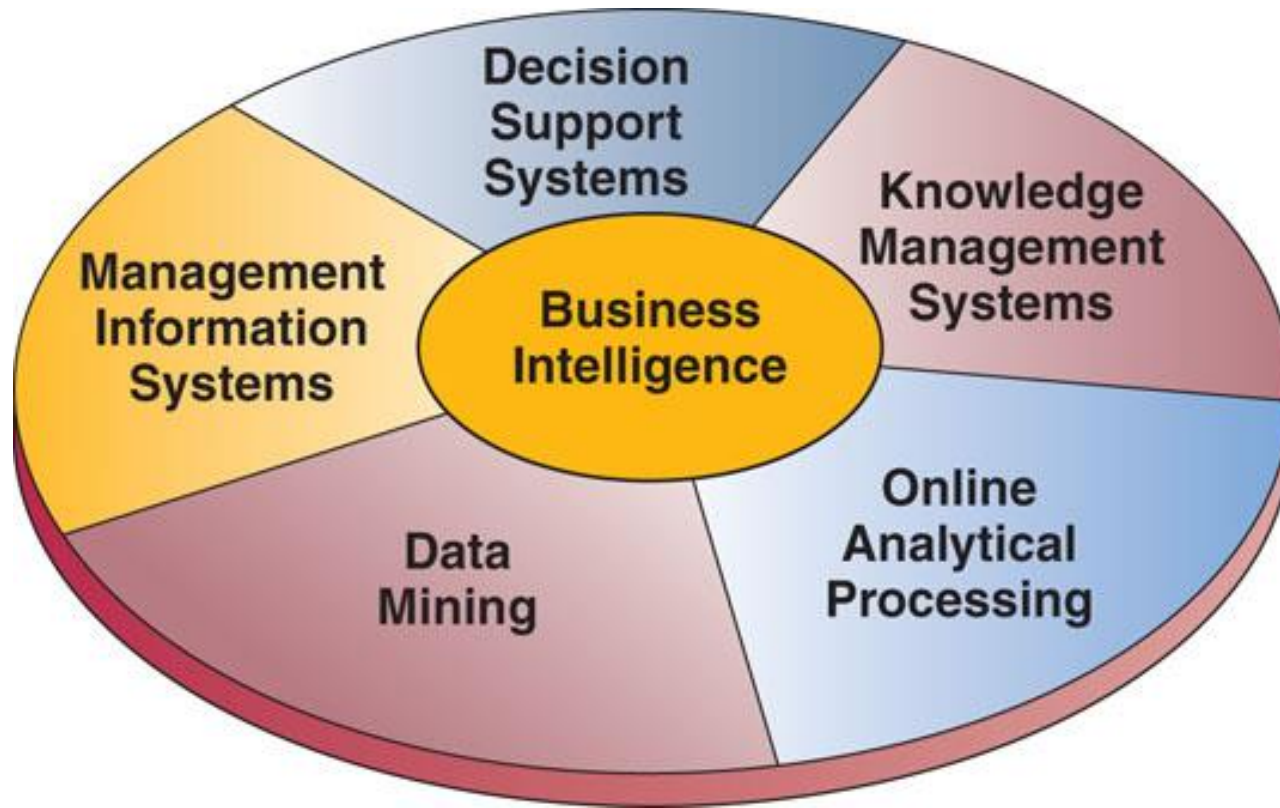 Decision
Support
Systems
Knowledge
Management
Systems
Management
Information
Systems
Business
Intelligence
Online
Analytical
Processing
Data
Mining